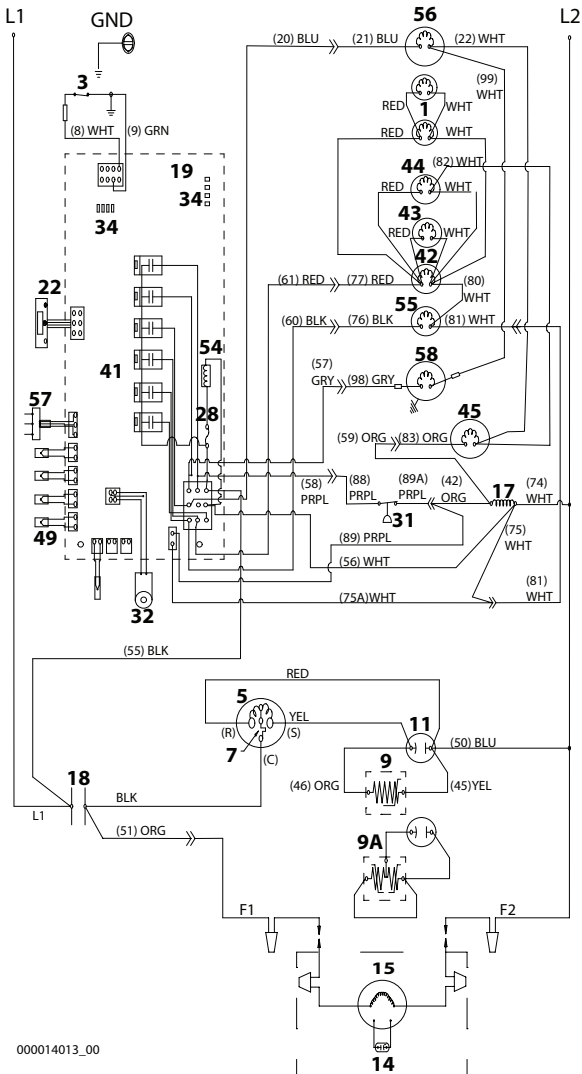 L1
GND
L2
56
(20) BLU
(21) BLU
(22) WHT
3
(99)
WHT
RED
1
WHT
(8) WHT
(9) GRN
RED
WHT
19
34
34
(82) WHT
44
RED
WHT
43
RED
WHT
42
22
(61) RED
(77) RED
(80)
WHT
55
(60) BLK
(76) BLK
(81) WHT
41
54
(57)
GRY
(98) GRY
58
57
28
45
(59) ORG
(83) ORG
(58)
PRPL
(88)
PRPL
(89A)
PRPL
(42)
ORG
17
(74)
WHT
31
49
(89) PRPL
(75)
WHT
(56) WHT
(81)
WHT
32
(75A)WHT
(55) BLK
RED
5
YEL
11
(R)
(S)
7
(C)
(50) BLU
9
18
BLK
(46) ORG
(45)YEL
L1
(51) ORG
9A
F1
F2
15
14
000014013_00